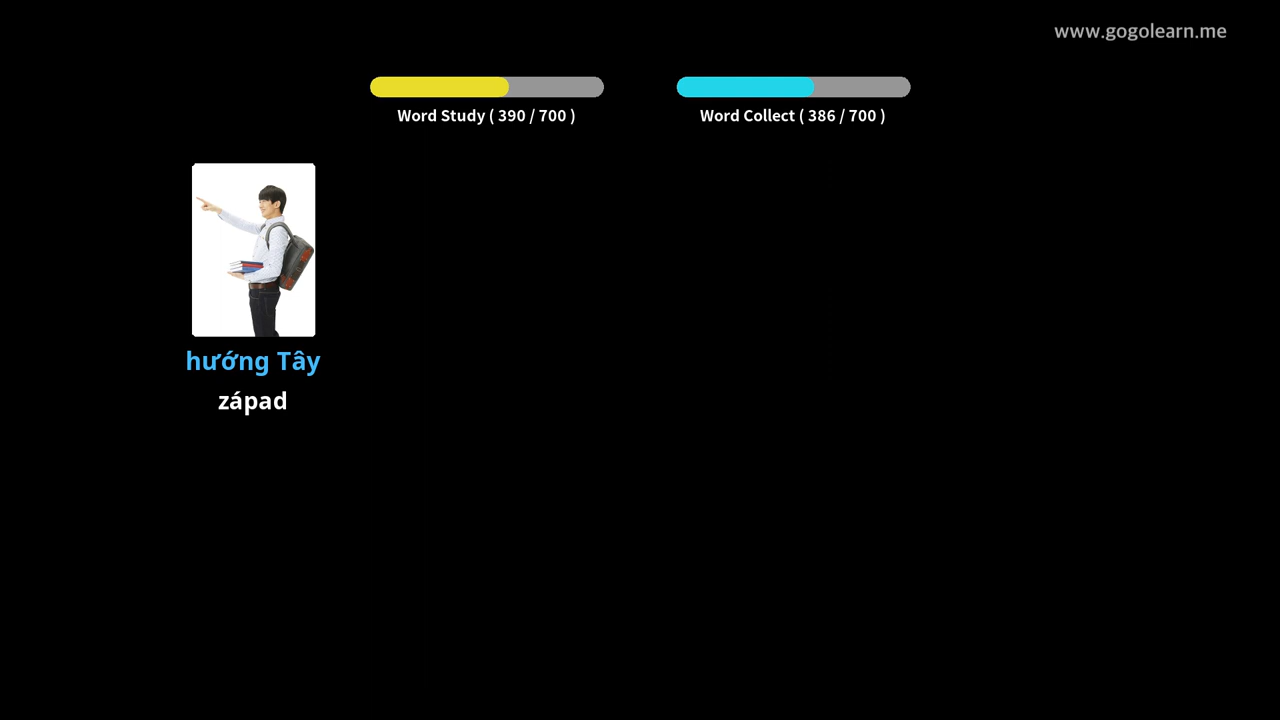 www.gogolearn.me
Word Study ( 390 / 700 )
Word Collect ( 386 / 700 )
hướng Tây
západ